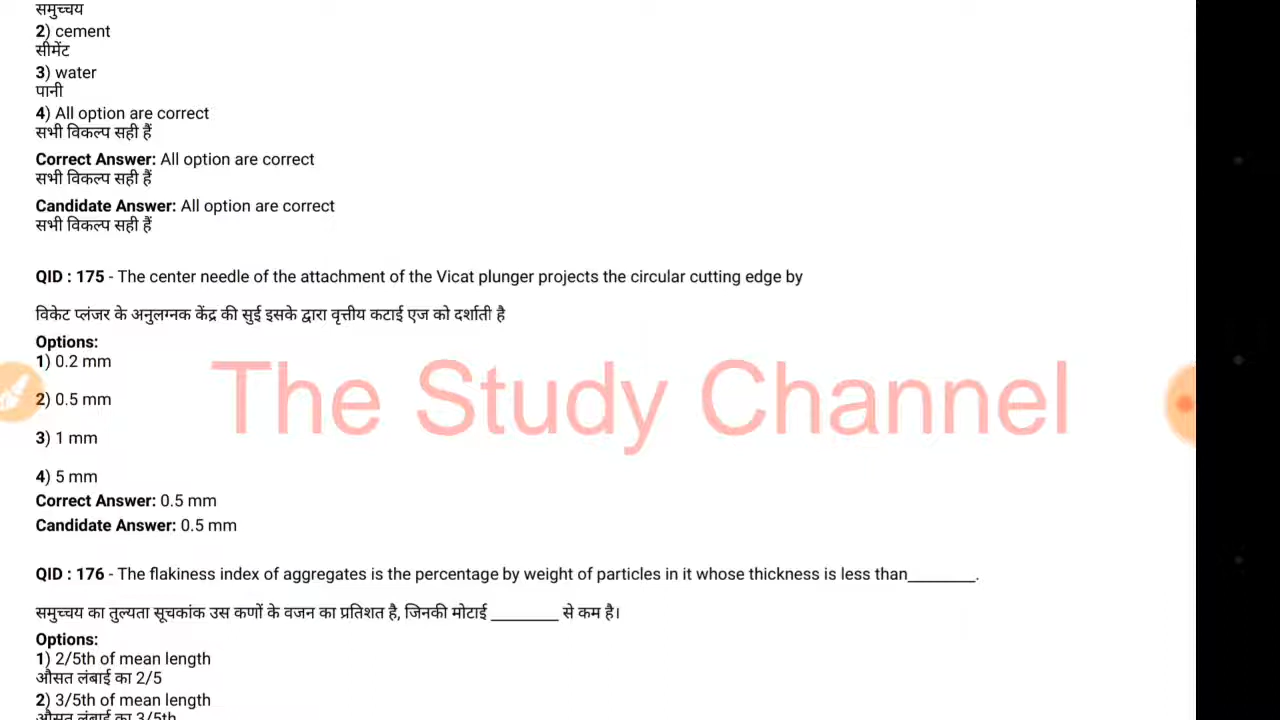 समुच्चय
2) cement
सीमेंट
3) water
पानी
4) All option are correct
सभी विकल्प सही हैं
Correct Answer: All option are correct
सभी विकल्प सही हैं
Candidate Answer: All option are correct
सभी विकल्प सही हैं
QID : 175 - The center needle of the attachment of the Vicat plunger projects the circular cutting edge by
विकेट प्लंजर के अनुलग्नक केंद्र की सुई इसके द्वारा वृत्तीय कटाई एज को दर्शाती है
Options:
1) 0.2 mm
2) 0.5 mm
3) 1 mm
4) 5 mm
The Study Channel
Correct Answer: 0.5 mm
Candidate Answer: 0.5 mm
QID : 176 - The flakiness index of aggregates is the percentage by weight of particles in it whose thickness is less than________.
समुच्चय का तुल्यता सूचकांक उस कणों के वजन का प्रतिशत है, जिनकी मोटाई ________ से कम है।
Options:
1) 2/5th of mean length
औसत लंबाई का 2/5
2) 3/5th of mean length
औसत लंबाई का 3/5th